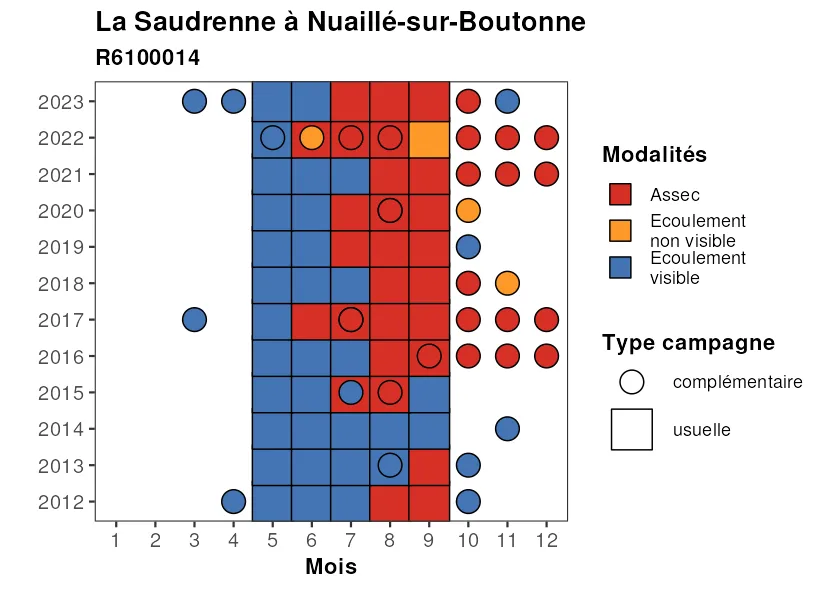 La Saudrenne à Nuaillé-sur-Boutonne
R6100014
2023
2022
2021
2020
2019
2018
2017
2016
2015
2014
2013
2012
1 2 3 4 5 6 7 8 9 10 11 12
Mois
Modalités
Assec
Ecoulement
non visible
Ecoulement
visible
Type campagne
complémentaire
usuelle